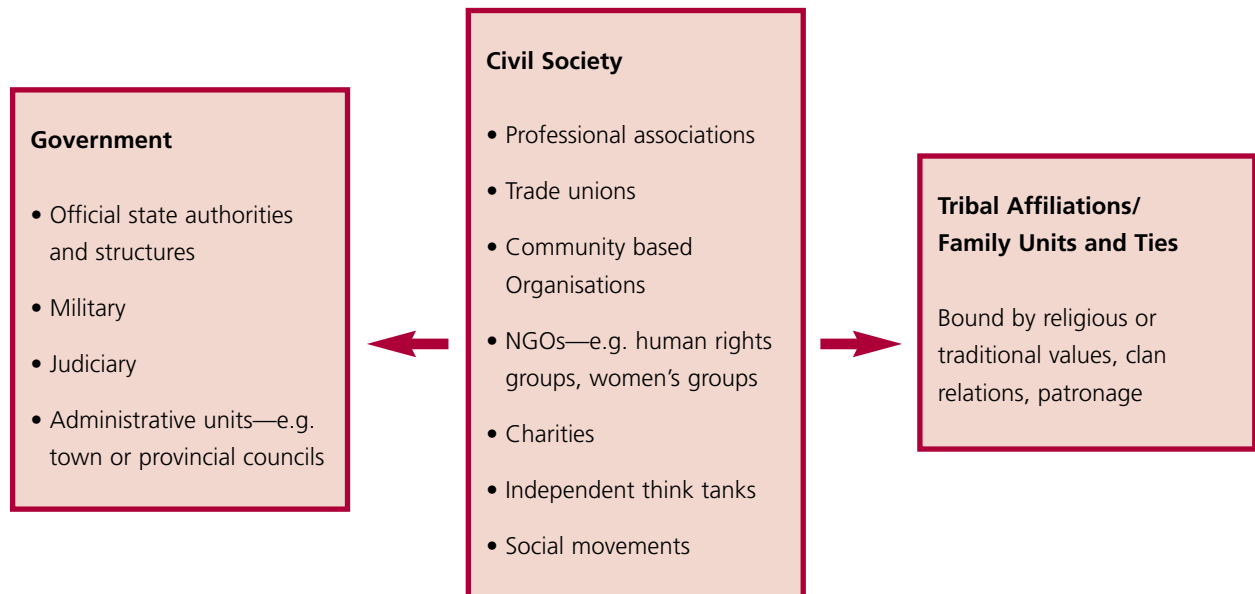 Government
• Official state authorities
and structures
• Military
• Judiciary
• Administrative units—e.g.
town or provincial councils
Civil Society
• Professional associations
• Trade unions
• Community based
Organisations
• NGOs—e.g. human rights
groups, women's groups
• Charities
• Independent think tanks
• Social movements
Tribal Affiliations/
Family Units and Ties
Bound by religious or
traditional values, clan
relations, patronage